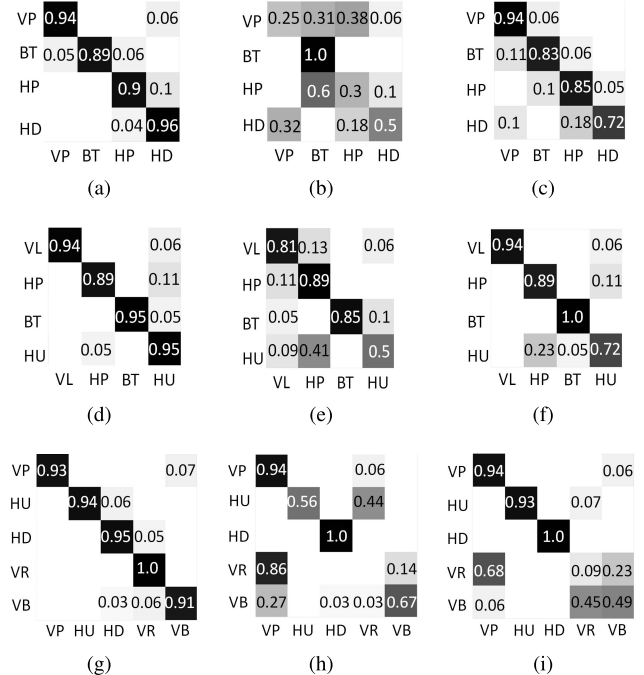 VP 0.94 0.06
BT 0.05 0.89 0.06
HP 0.9 0.1
HD 0.04 0.96
VP BT HP HD
(a)
VP 0.25 0.31 0.38 0.06
BT 1.0
HP 0.6 0.3 0.1
HD 0.32 0.18 0.5
VP BT HP HD
(b)
VP 0.94 0.06
BT 0.11 0.83 0.06
HP 0.1 0.85 0.05
HD 0.1 0.18 0.72
VP BT HP HD
(c)
VL 0.94 0.06
HP 0.89 0.11
BT 0.95 0.05
HU 0.05 0.95
VL HP BT HU
(d)
VL 0.81 0.13 0.06
HP 0.11 0.89
BT 0.05 0.85 0.1
HU 0.09 0.41 0.5
VL HP BT HU
(e)
VL 0.94 0.06
HP 0.89 0.11
BT 1.0
HU 0.23 0.05 0.72
VL HP BT HU
(f)
VP 0.93 0.07
HU 0.94 0.06
HD 0.95 0.05
VR 1.0
VB 0.03 0.06 0.91
VP HU HD VR VB
(g)
VP 0.94 0.06
HU 0.56 0.44
HD 1.0
VR 0.86 0.14
VB 0.27 0.03 0.03 0.67
VP HU HD VR VB
(h)
VP 0.94 0.06
HU 0.93 0.07
HD 1.0
VR 0.68 0.09 0.23
VB 0.06 0.45 0.49
VP HU HD VR VB
(i)